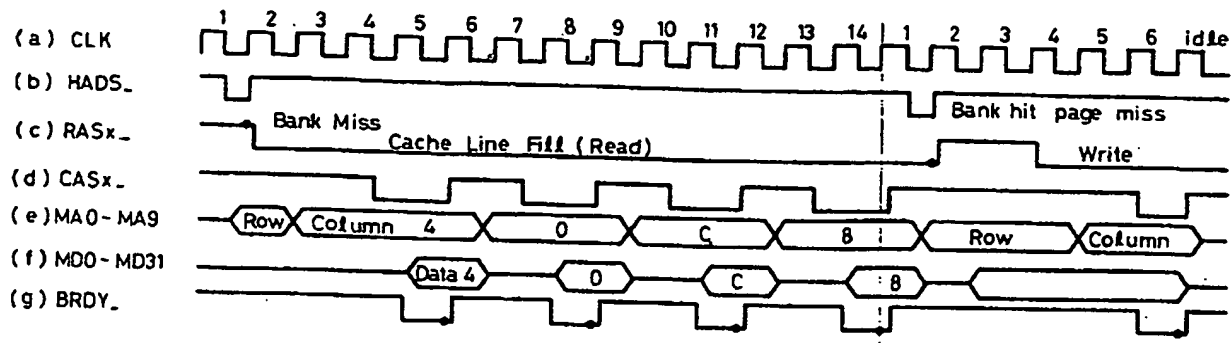 1 2 3 4 5 6 7 8 9 10 11 12 13 14 1 2 3 4 5 6 idle
(a) CLK
(b) HADS_
Bank hit page miss
(c) RASx_
Bank Miss
Cache Line Fill (Read)
Write
(d) CASx_
(e) MA0~MA9
Row Column 4 0 C 8 Row Column
(f) MD0~MD31
Data 4 0 C 8
(g) BRDY_